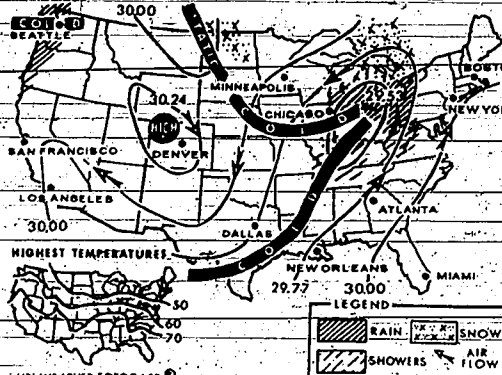 30.00
COLD
SEATTLE
STATIC
MINNEAPOLIS
BOSTON
30.24
CHICAGO
NEW YORK
HIGH
COLD
DENVER
SAN FRANCISCO
LOS ANGELES
ATLANTA
30.00
DALLAS
COLD
HIGHEST TEMPERATURES
NEW ORLEANS
MIAMI
29.77 30.00
50
60
70
LEGEND
RAIN SNOW
SHOWERS AIR FLOW